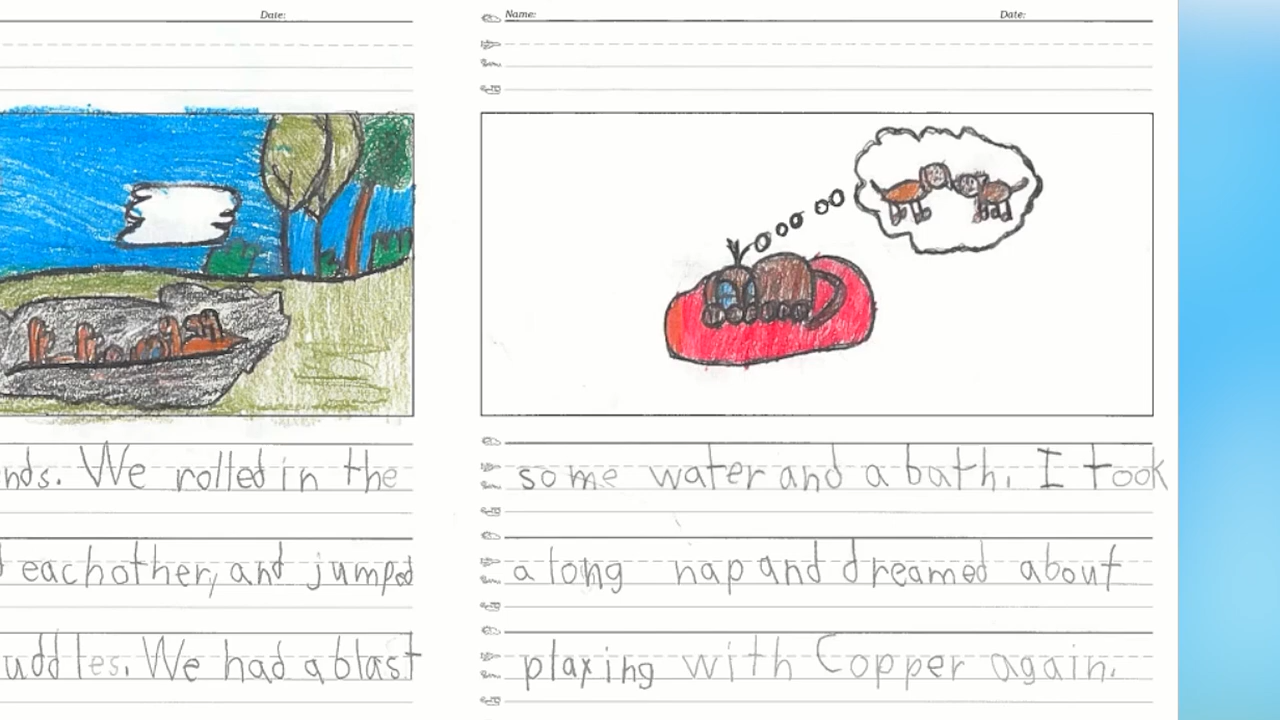 Date:
nds. We rolled in the
eachother, and jumped
uddles. We had a blast
Name: Date:
some water and a bath. I took
a long nap and dreamed about
playing with Copper again.